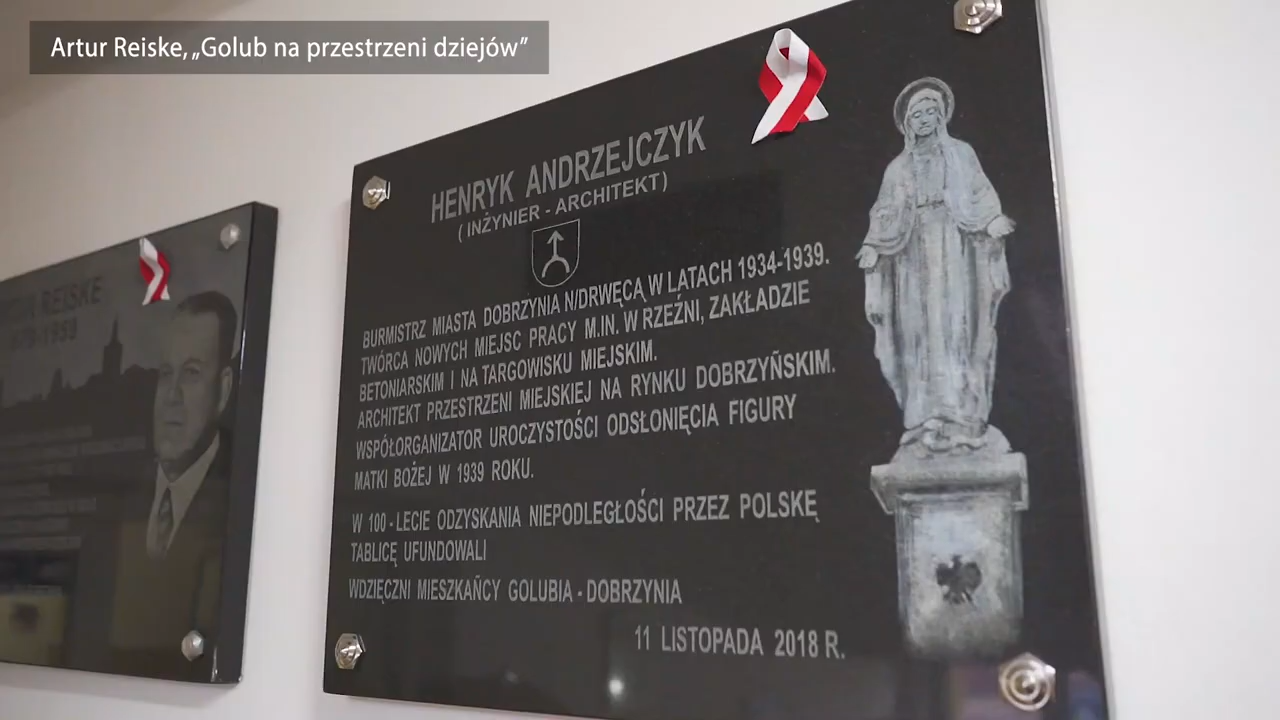 Artur Reiske, „Golub na przestrzeni dziejów”
REISKE
HENRYK ANDRZEJCZYK
( INŻYNIER - ARCHITEKT)
BURMISTRZ MIASTA DOBRZYNIA N/DRWĘCĄ W LATACH 1934-1939.
TWÓRCA NOWYCH MIEJSC PRACY M.IN. W RZEŹNI, ZAKŁADZIE
BETONIARSKIM I NA TARGOWISKU MIEJSKIM.
ARCHITEKT PRZESTRZENI MIEJSKIEJ NA RYNKU DOBRZYŃSKIM.
WSPÓŁORGANIZATOR UROCZYSTOŚCI ODSŁONIĘCIA FIGURY
MATKI BOŻEJ W 1939 ROKU.
W 100 - LECIE ODZYSKANIA NIEPODLEGŁOŚCI PRZEZ POLSKĘ
TABLICĘ UFUNDOWALI
WDZIĘCZNI MIESZKAŃCY GOLUBIA - DOBRZYNIA
11 LISTOPADA 2018 R.